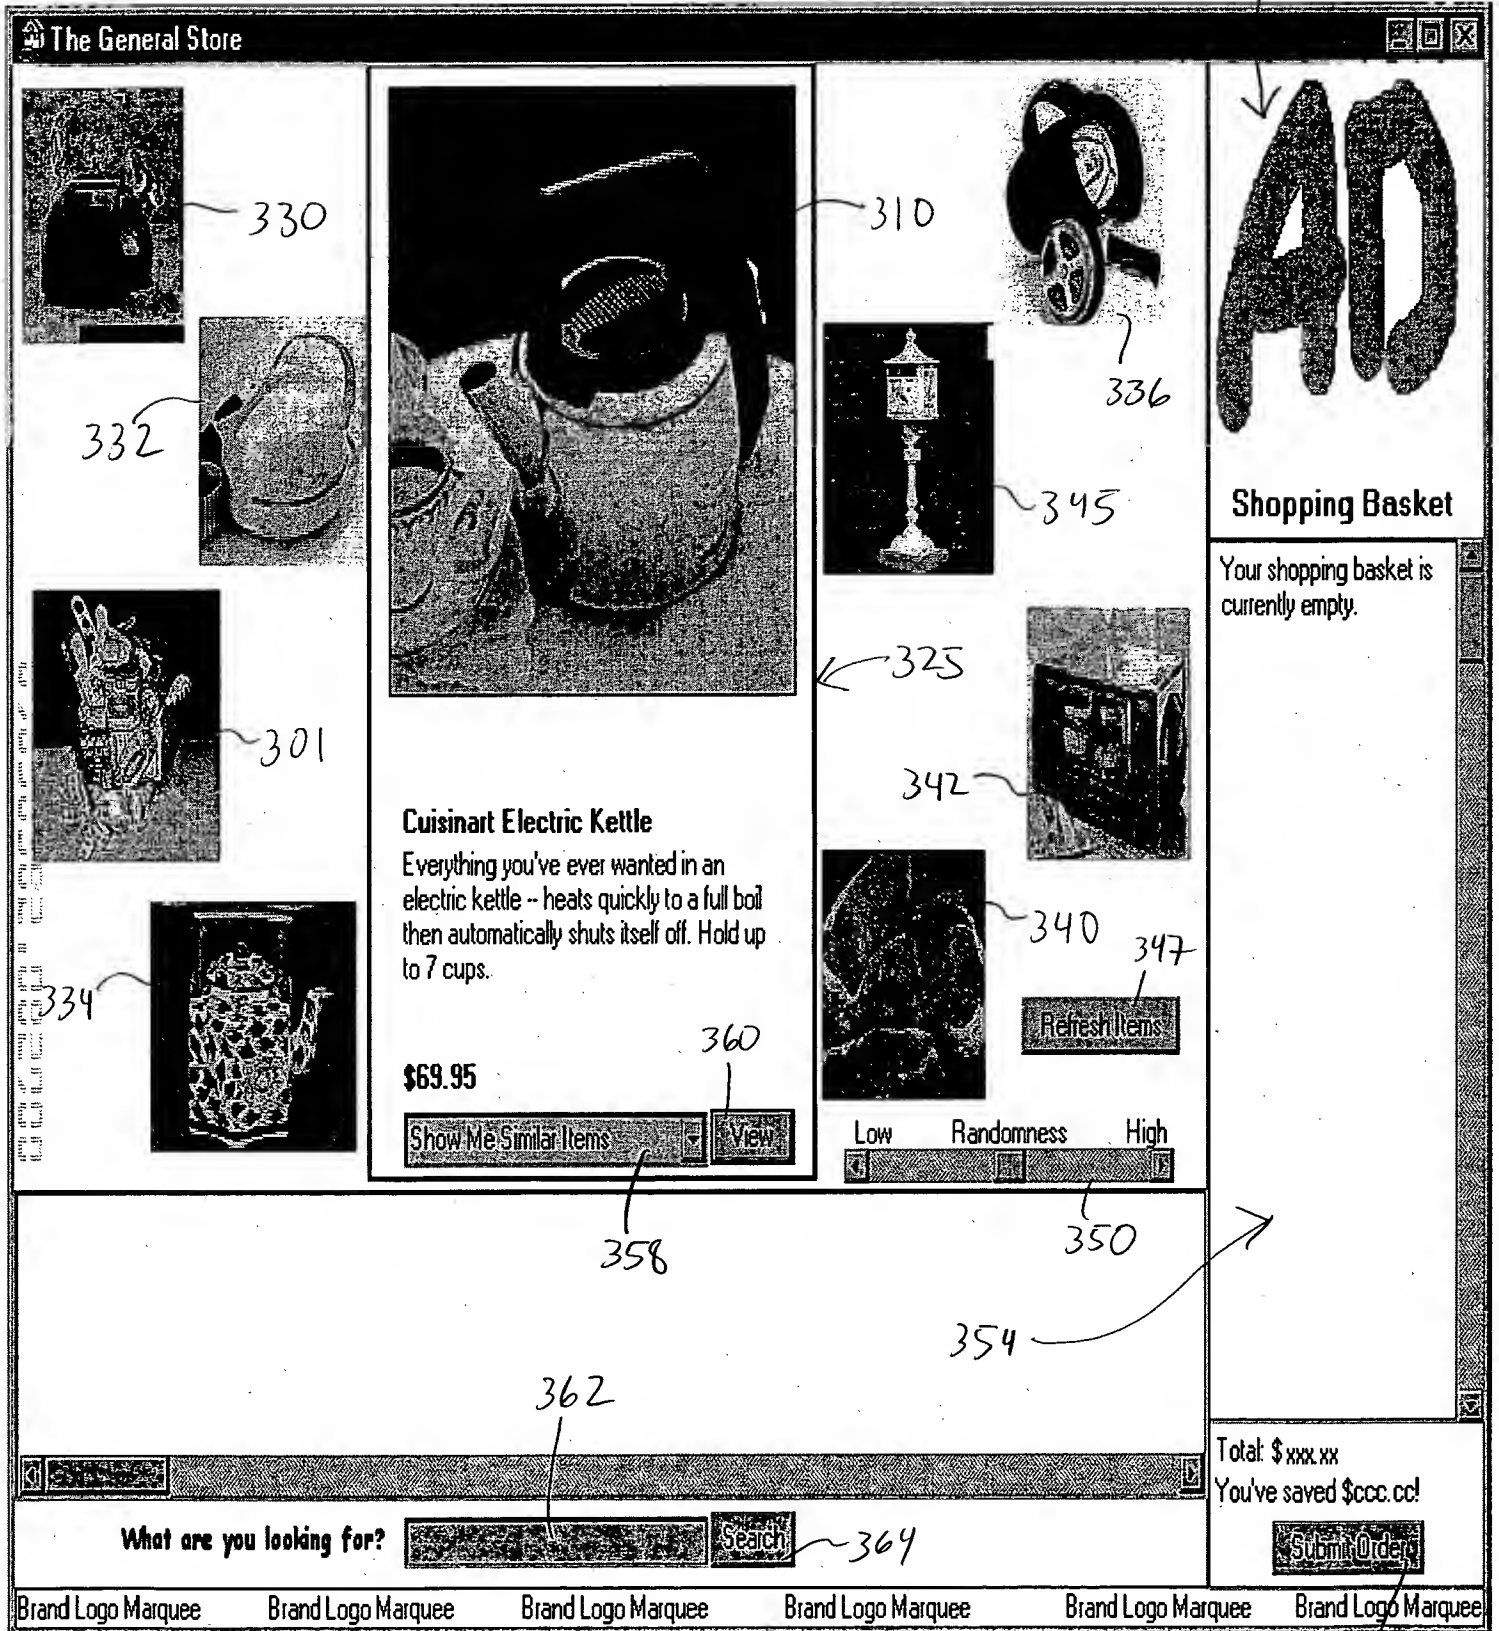 The General Store
AD
330
310
336
332
345
Shopping Basket
Your shopping basket is
currently empty.
325
301
342
Cuisinart Electric Kettle
Everything you've ever wanted in an
electric kettle -- heats quickly to a full boil
then automatically shuts itself off. Hold up
to 7 cups.
340
347
334
Refresh Items
360
$69.95
Show Me Similar Items
View
Low Randomness High
358
350
354
362
Total: $xxx.xx
You've saved $ccc.cc!
What are you looking for?
Search
364
Submit Order
Brand Logo Marquee Brand Logo Marquee Brand Logo Marquee Brand Logo Marquee Brand Logo Marquee Brand Logo Marquee